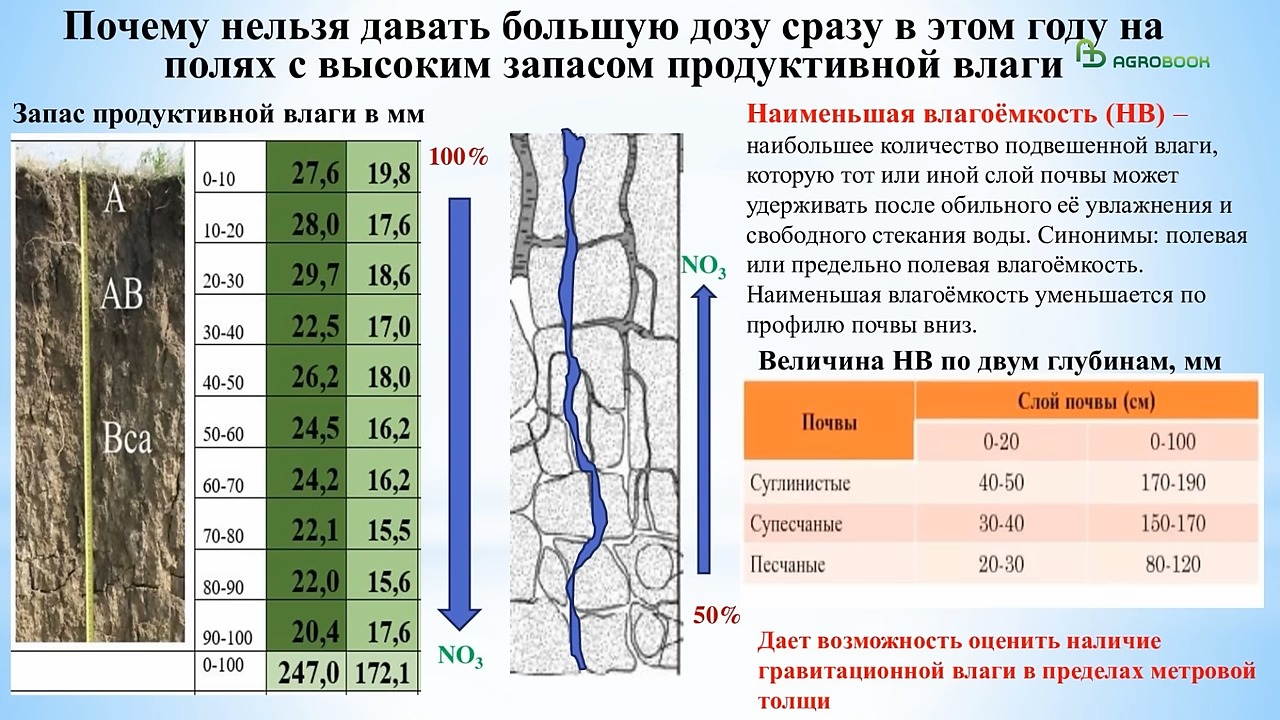 Почему нельзя давать большую дозу сразу в этом году на
полях с высоким запасом продуктивной влаги
AGROBOOK
Запас продуктивной влаги в мм
A
AB
Bca
0-10 27,6 19,8
10-20 28,0 17,6
20-30 29,7 18,6
30-40 22,5 17,0
40-50 26,2 18,0
50-60 24,5 16,2
60-70 24,2 16,2
70-80 22,1 15,5
80-90 22,0 15,6
90-100 20,4 17,6
0-100 247,0 172,1
100%
NO3
NO3
50%
Наименьшая влагоёмкость (НВ) –
наибольшее количество подвешенной влаги,
которую тот или иной слой почвы может
удерживать после обильного её увлажнения и
свободного стекания воды. Синонимы: полевая
или предельно полевая влагоёмкость.
Наименьшая влагоёмкость уменьшается по
профилю почвы вниз.
Величина НВ по двум глубинам, мм
Почвы Слой почвы (см)
0-20 0-100
Суглинистые 40-50 170-190
Супесчаные 30-40 150-170
Песчаные 20-30 80-120
Дает возможность оценить наличие
гравитационной влаги в пределах метровой
толщи